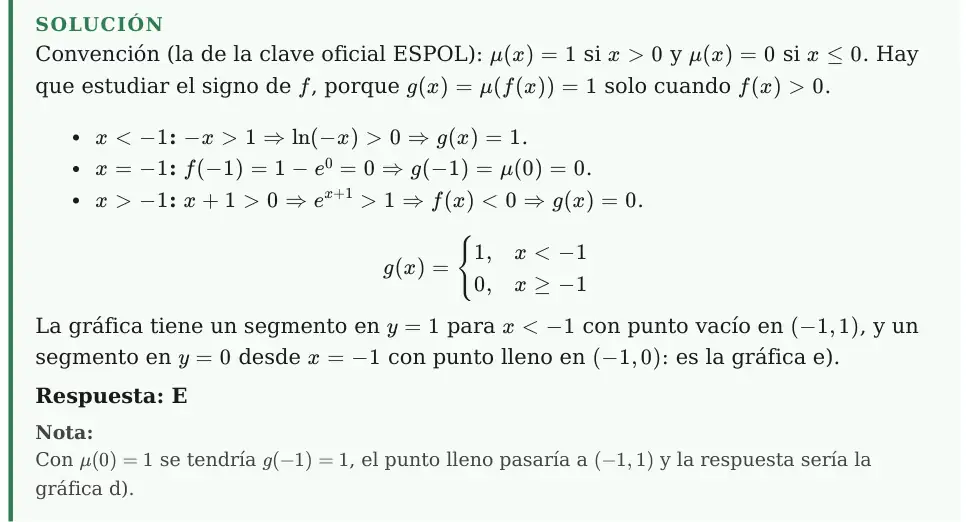 SOLUCIÓN
Convención (la de la clave oficial ESPOL): μ(x) = 1 si x > 0 y μ(x) = 0 si x ≤ 0. Hay
que estudiar el signo de f, porque g(x) = μ(f(x)) = 1 solo cuando f(x) > 0.
• x < −1: −x > 1 ⇒ ln(−x) > 0 ⇒ g(x) = 1.
• x = −1: f(−1) = 1 − e⁰ = 0 ⇒ g(−1) = μ(0) = 0.
• x > −1: x + 1 > 0 ⇒ eˣ⁺¹ > 1 ⇒ f(x) < 0 ⇒ g(x) = 0.
g(x) = { 1, x < −1
0, x ≥ −1
La gráfica tiene un segmento en y = 1 para x < −1 con punto vacío en (−1, 1), y un
segmento en y = 0 desde x = −1 con punto lleno en (−1, 0): es la gráfica e).
Respuesta: E
Nota:
Con μ(0) = 1 se tendría g(−1) = 1, el punto lleno pasaría a (−1, 1) y la respuesta sería la
gráfica d).